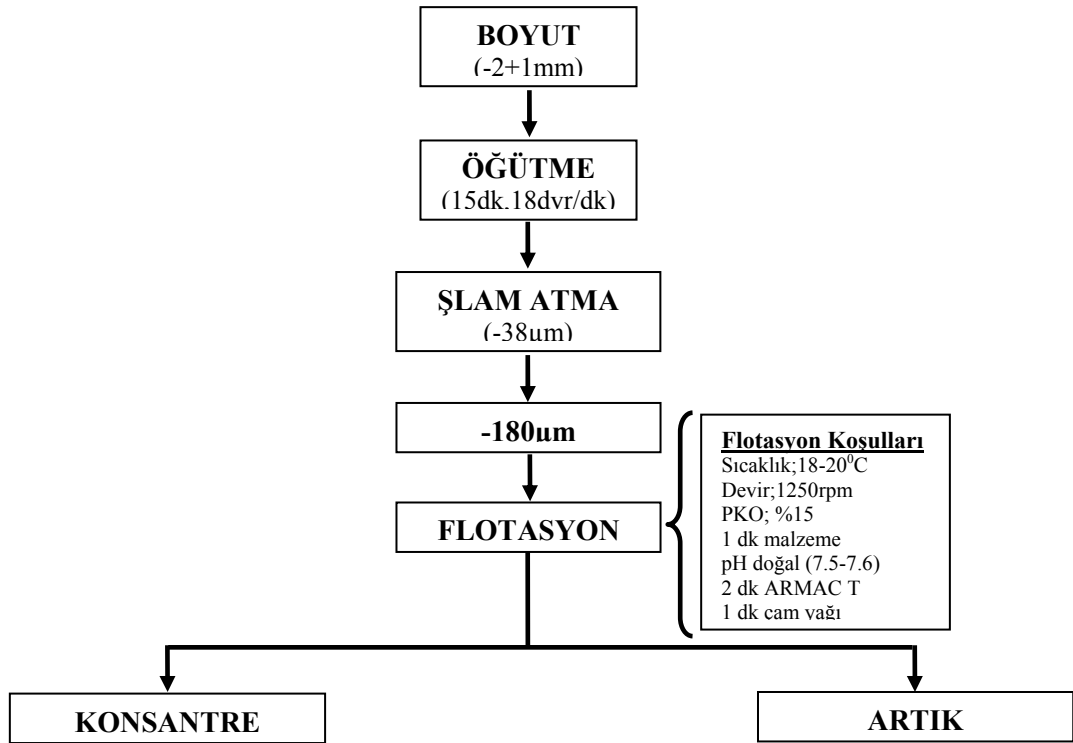 BOYUT
(-2+1mm)
ÖĞÜTME
(15dk.18dvr/dk)
ŞLAM ATMA
(-38µm)
-180µm
FLOTASYON
Flotasyon Koşulları
Sıcaklık;18-20⁰C
Devir;1250rpm
PKO; %15
1 dk malzeme
pH doğal (7.5-7.6)
2 dk ARMAC T
1 dk çam yağı
KONSANTRE
ARTIK